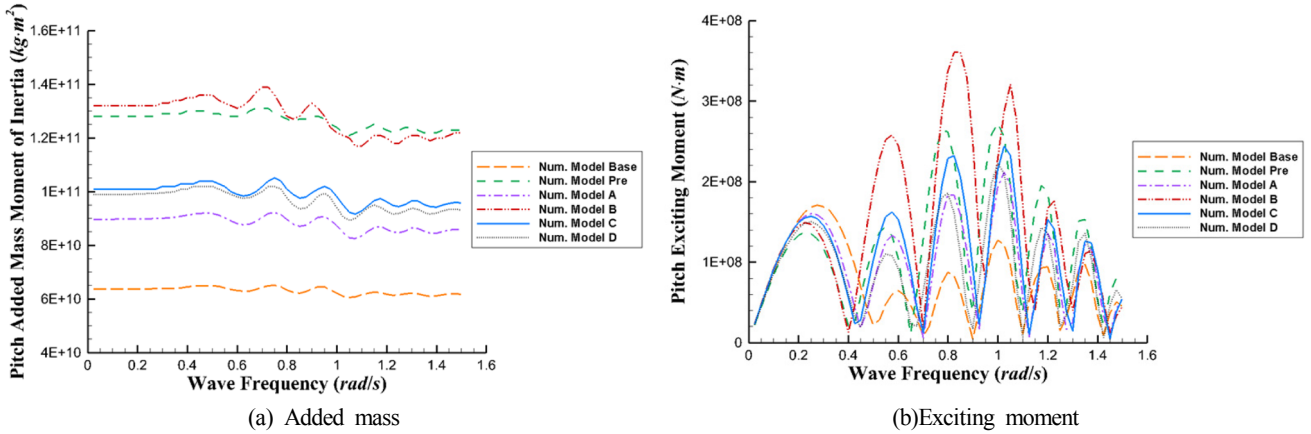 Pitch Added Mass Moment of Inertia (kg·m²)
1.6E+11
1.4E+11
1.2E+11
1E+11
8E+10
6E+10
4E+10
0 0.2 0.4 0.6 0.8 1 1.2 1.4 1.6
Wave Frequency (rad/s)
Num. Model Base
Num. Model Pre
Num. Model A
Num. Model B
Num. Model C
Num. Model D
(a) Added mass
Pitch Exciting Moment (N·m)
4E+08
3E+08
2E+08
1E+08
0
0 0.2 0.4 0.6 0.8 1 1.2 1.4 1.6
Wave Frequency (rad/s)
Num. Model Base
Num. Model Pre
Num. Model A
Num. Model B
Num. Model C
Num. Model D
(b)Exciting moment